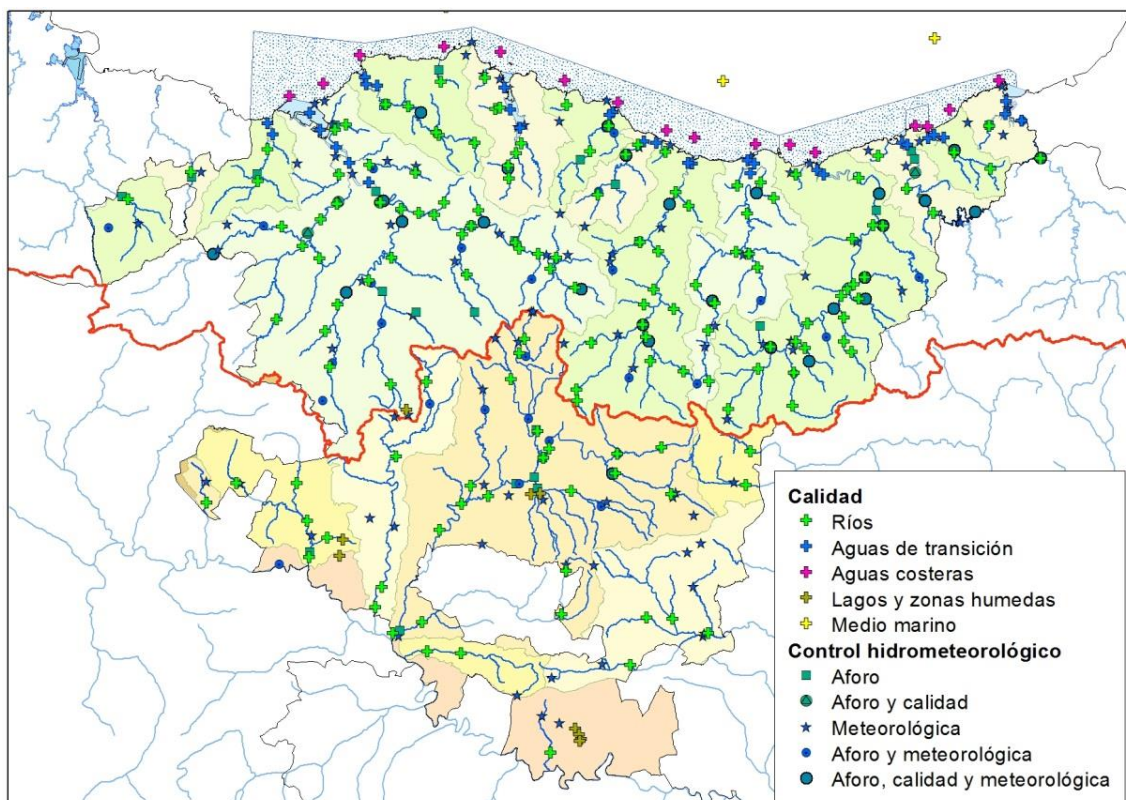 Calidad
Ríos
Aguas de transición
Aguas costeras
Lagos y zonas humedas
Medio marino
Control hidrometeorológico
Aforo
Aforo y calidad
Meteorológica
Aforo y meteorológica
Aforo, calidad y meteorológica